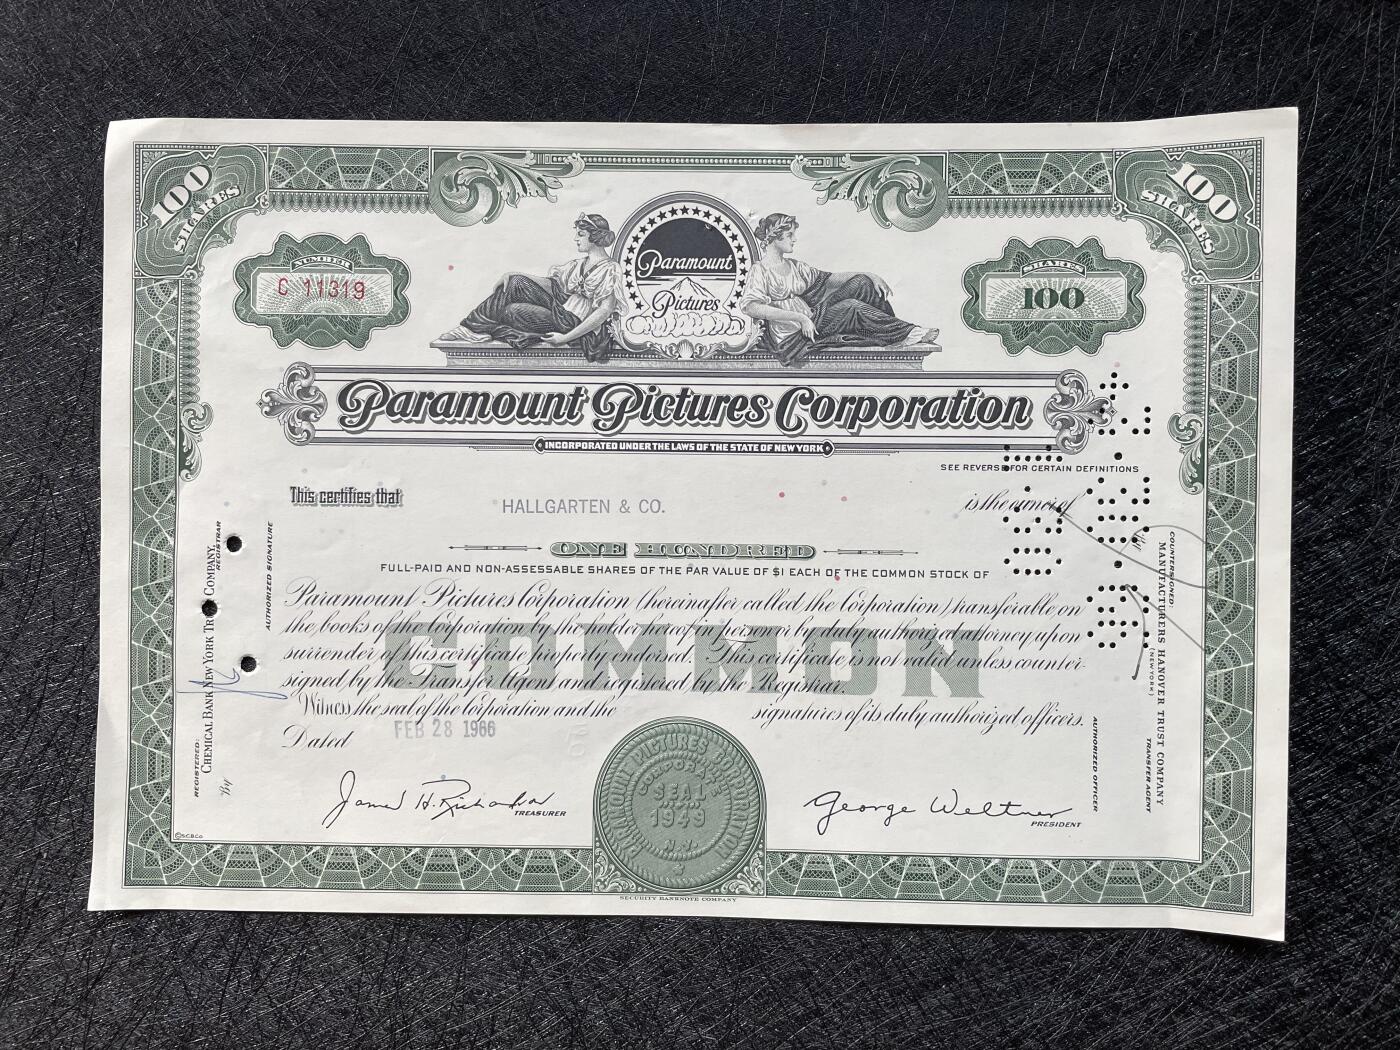 100 SHARES
100 SHARES
NUMBER
C 11319
Paramount
Pictures
SHARES
100
Paramount Pictures Corporation
INCORPORATED UNDER THE LAWS OF THE STATE OF NEW YORK
SEE REVERSE FOR CERTAIN DEFINITIONS
This certifies that
HALLGARTEN & CO.
is the owner of
ONE HUNDRED
FULL-PAID AND NON-ASSESSABLE SHARES OF THE PAR VALUE OF $1 EACH OF THE COMMON STOCK OF
Paramount Pictures Corporation (hereinafter called the Corporation) transferable on
the books of the Corporation by the holder hereof in person or by duly authorized attorney upon
surrender of this certificate properly endorsed. This certificate is not valid unless counter-
signed by the Transfer Agent and registered by the Registrar.
COMMON
Witness the seal of the Corporation and the signatures of its duly authorized officers.
Dated FEB 28 1966
James H. Richardson
TREASURER
George Weltner
PRESIDENT
PARAMOUNT PICTURES CORPORATION
CORPORATE
SEAL
1949
N.Y.
©S.C.B.CO
SECURITY BANKNOTE COMPANY
REGISTERED:
CHEMICAL BANK NEW YORK TRUST COMPANY,
REGISTRAR
By
AUTHORIZED SIGNATURE
COUNTERSIGNED:
MANUFACTURERS HANOVER TRUST COMPANY
(NEW YORK)
TRANSFER AGENT
By
AUTHORIZED OFFICER